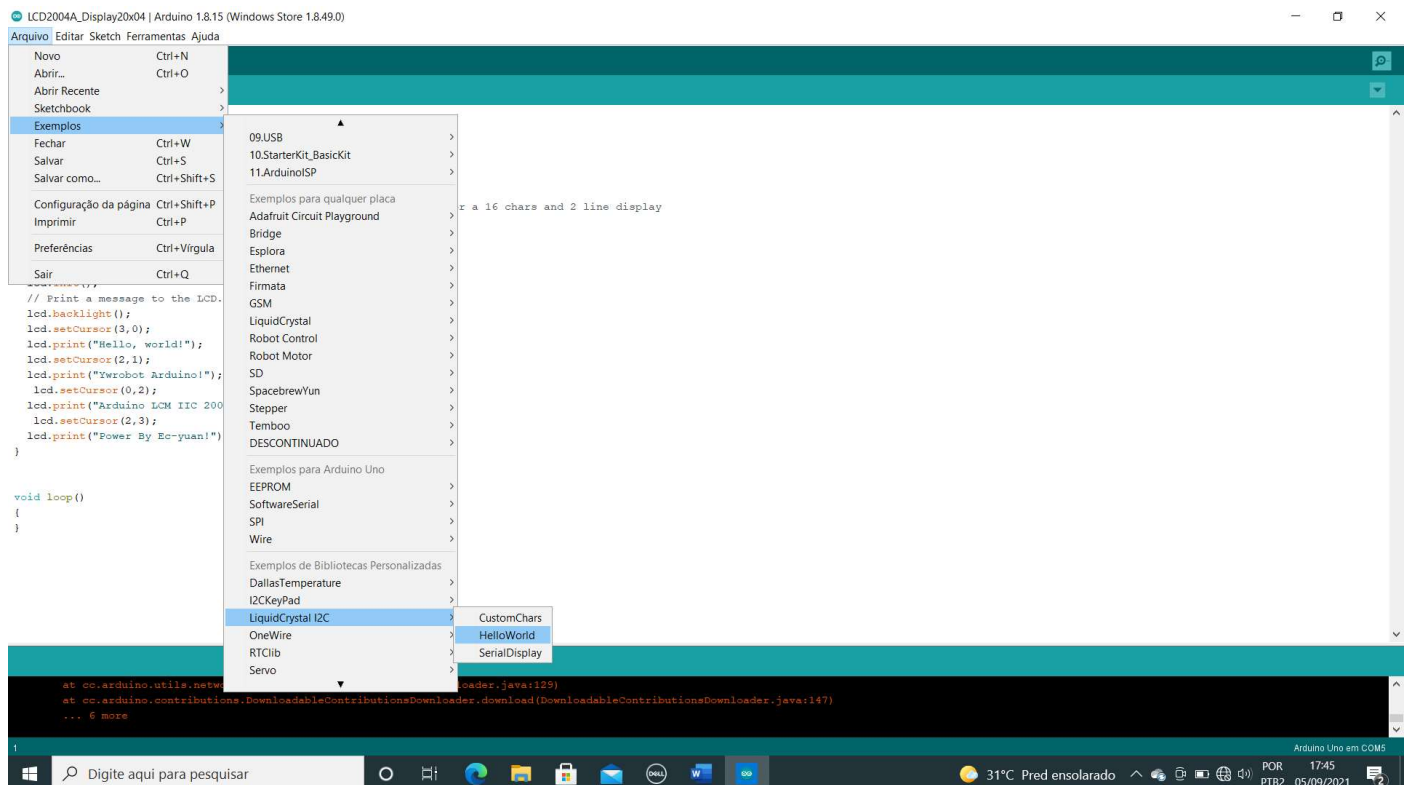 LCD2004A_Display20x04 | Arduino 1.8.15 (Windows Store 1.8.49.0)
Arquivo Editar Sketch Ferramentas Ajuda
Novo Ctrl+N
Abrir... Ctrl+O
Abrir Recente
Sketchbook
Exemplos
Fechar Ctrl+W
Salvar Ctrl+S
Salvar como... Ctrl+Shift+S
Configuração da página Ctrl+Shift+P
Imprimir Ctrl+P
Preferências Ctrl+Vírgula
Sair Ctrl+Q
09.USB
10.StarterKit_BasicKit
11.ArduinoISP
Exemplos para qualquer placa
Adafruit Circuit Playground
Bridge
Esplora
Ethernet
Firmata
GSM
LiquidCrystal
Robot Control
Robot Motor
SD
SpacebrewYun
Stepper
Temboo
DESCONTINUADO
Exemplos para Arduino Uno
EEPROM
SoftwareSerial
SPI
Wire
Exemplos de Bibliotecas Personalizadas
DallasTemperature
I2CKeyPad
LiquidCrystal I2C
OneWire
RTClib
Servo
CustomChars
HelloWorld
SerialDisplay
r a 16 chars and 2 line display
// Print a message to the LCD.
lcd.backlight();
lcd.setCursor(3,0);
lcd.print("Hello, world!");
lcd.setCursor(2,1);
lcd.print("Ywrobot Arduino!");
lcd.setCursor(0,2);
lcd.print("Arduino LCM IIC 200
lcd.setCursor(2,3);
lcd.print("Power By Ec-yuan!")
}
void loop()
{
}
at cc.arduino.utils.netwo loader.java:129)
at cc.arduino.contributions.DownloadableContributionsDownloader.download(DownloadableContributionsDownloader.java:147)
... 6 more
1 Arduino Uno em COM5
Digite aqui para pesquisar
DELL
31°C Pred ensolarado
POR 17:45
PTB2 05/09/2021
2